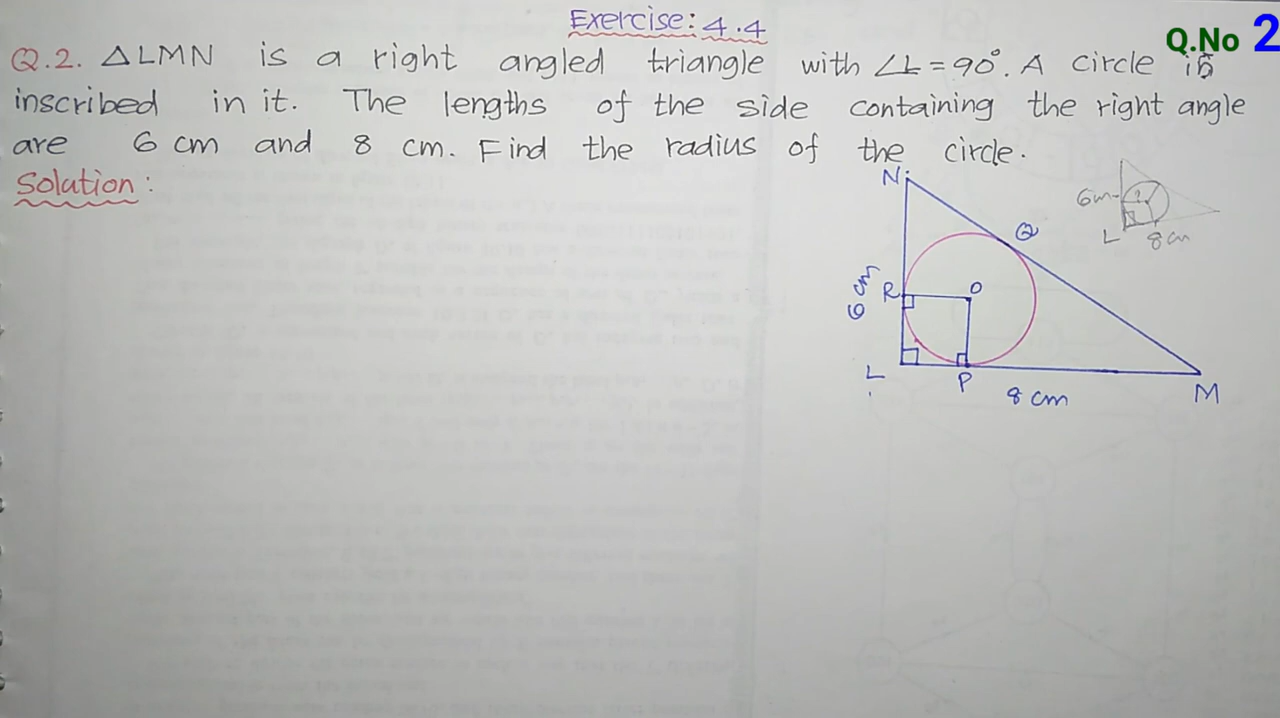 Exercise: 4.4
Q.No 2
Q.2. △LMN is a right angled triangle with ∠L = 90°. A circle is
inscribed in it. The lengths of the side containing the right angle
are 6 cm and 8 cm. Find the radius of the circle.
Solution :
N
6m
L
8cm
Q
6 cm
R
O
L
P
8 cm
M